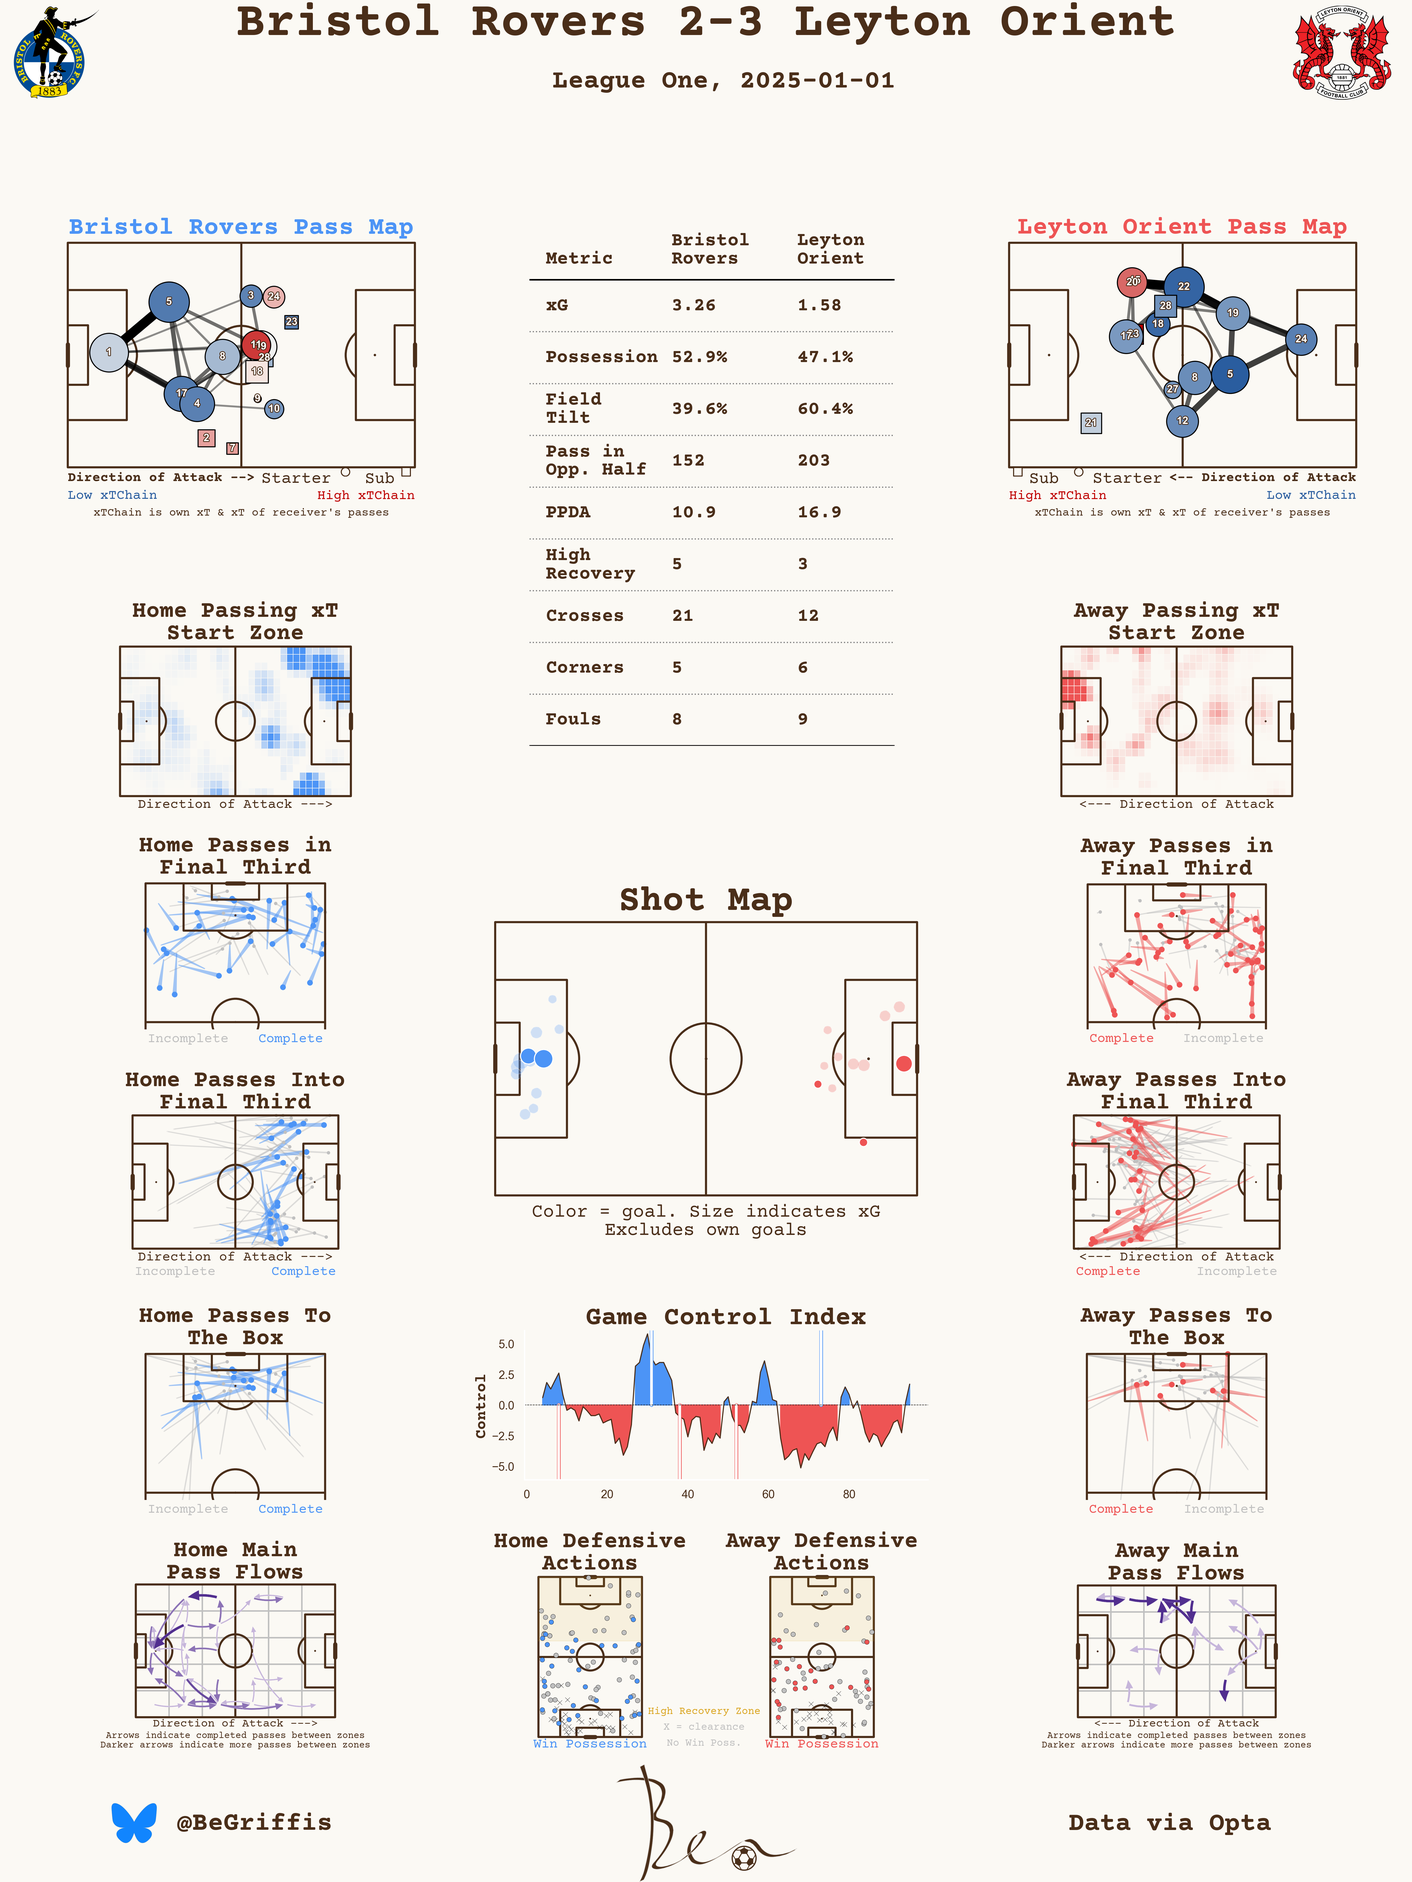 Bristol Rovers 2-3 Leyton Orient
League One, 2025-01-01
BRISTOL ROVERS F.C.
1883
LEYTON ORIENT
1881
FOOTBALL CLUB
Bristol Rovers Pass Map
1
5
17
4
8
3
24
23
11
9
28
18
9
10
2
7
Direction of Attack --> Starter Sub
Low xTChain High xTChain
xTChain is own xT & xT of receiver's passes
Metric Bristol Rovers Leyton Orient
xG 3.26 1.58
Possession 52.9% 47.1%
Field Tilt 39.6% 60.4%
Pass in Opp. Half 152 203
PPDA 10.9 16.9
High Recovery 5 3
Crosses 21 12
Corners 5 6
Fouls 8 9
Leyton Orient Pass Map
20
22
28
19
18
17
24
5
8
27
12
21
Sub Starter <-- Direction of Attack
High xTChain Low xTChain
xTChain is own xT & xT of receiver's passes
Home Passing xT
Start Zone
Direction of Attack --->
Away Passing xT
Start Zone
<--- Direction of Attack
Home Passes in
Final Third
Incomplete Complete
Away Passes in
Final Third
Complete Incomplete
Shot Map
Color = goal. Size indicates xG
Excludes own goals
Home Passes Into
Final Third
Direction of Attack --->
Incomplete Complete
Away Passes Into
Final Third
<--- Direction of Attack
Complete Incomplete
Home Passes To
The Box
Incomplete Complete
Game Control Index
Control
5.0
2.5
0.0
−2.5
−5.0
0 20 40 60 80
Away Passes To
The Box
Complete Incomplete
Home Main
Pass Flows
Direction of Attack --->
Arrows indicate completed passes between zones
Darker arrows indicate more passes between zones
Home Defensive
Actions
Win Possession
High Recovery Zone
X = clearance
No Win Poss.
Away Defensive
Actions
Win Possession
Away Main
Pass Flows
<--- Direction of Attack
Arrows indicate completed passes between zones
Darker arrows indicate more passes between zones
@BeGriffis
Ben
Data via Opta